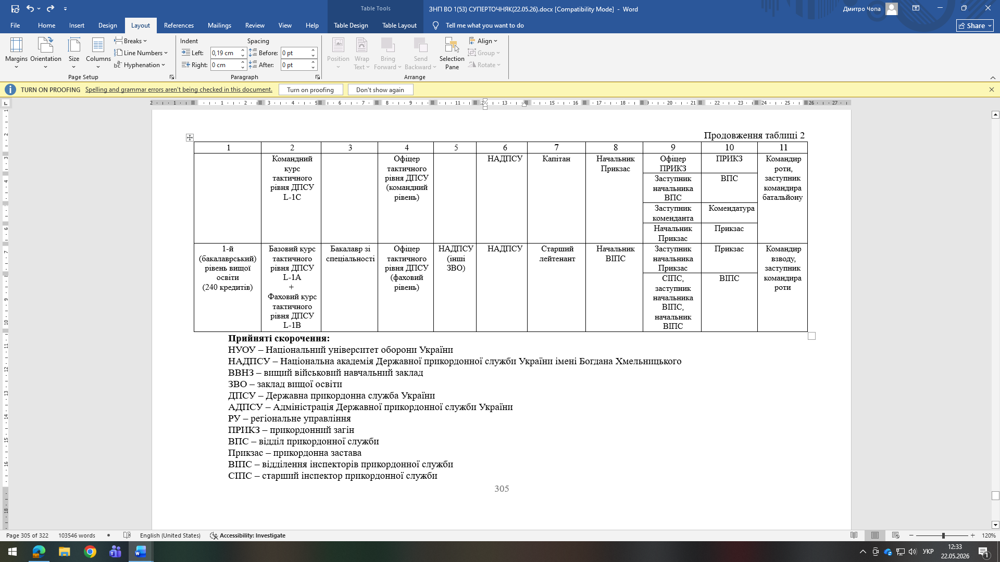 Table Tools
ЗНП ВО 1(53) СУПЕРТОЧНЯК(22.05.26).docx [Compatibility Mode] - Word
Дмитро Чопа
File Home Insert Design Layout References Mailings Review View Help Table Design Table Layout Tell me what you want to do Share
Margins
Orientation
Size
Columns
Breaks
Line Numbers
Hyphenation
Page Setup
Indent
Left: 0,19 cm
Right: 0 cm
Spacing
Before: 0 pt
After: 0 pt
Paragraph
Position
Wrap Text
Bring Forward
Send Backward
Selection Pane
Align
Group
Rotate
Arrange
TURN ON PROOFING Spelling and grammar errors aren't being checked in this document. Turn on proofing Don't show again
Продовження таблиці 2
1 2 3 4 5 6 7 8 9 10 11
Командний
курс
тактичного
рівня ДПСУ
L-1C
Офіцер
тактичного
рівня ДПСУ
(командний
рівень)
НАДПСУ
Капітан
Начальник
Прикзас
Офіцер
ПРИКЗ
ПРИКЗ
Заступник
начальника
ВПС
ВПС
Заступник
коменданта
Комендатура
Начальник
Прикзас
Прикзас
Командир
роти,
заступник
командира
батальйону
1-й
(бакалаврський)
рівень вищої
освіти
(240 кредитів)
Базовий курс
тактичного
рівня ДПСУ
L-1A
+
Фаховий курс
тактичного
рівня ДПСУ
L-1B
Бакалавр зі
спеціальності
Офіцер
тактичного
рівня ДПСУ
(фаховий
рівень)
НАДПСУ
(інші
ЗВО)
НАДПСУ
Старший
лейтенант
Начальник
ВІПС
Заступник
начальника
Прикзас
Прикзас
СІПС,
заступник
начальника
ВІПС,
начальник
ВІПС
ВІПС
Командир
взводу,
заступник
командира
роти
Прийняті скорочення:
НУОУ – Національний університет оборони України
НАДПСУ – Національна академія Державної прикордонної служби України імені Богдана Хмельницького
ВВНЗ – вищий військовий навчальний заклад
ЗВО – заклад вищої освіти
ДПСУ – Державна прикордонна служба України
АДПСУ – Адміністрація Державної прикордонної служби України
РУ – регіональне управління
ПРИКЗ – прикордонний загін
ВПС – відділ прикордонної служби
Прикзас – прикордонна застава
ВІПС – відділення інспекторів прикордонної служби
СІПС – старший інспектор прикордонної служби
305
Page 305 of 322 103546 words English (United States) Accessibility: Investigate 120%
УКР
12:33
22.05.2026